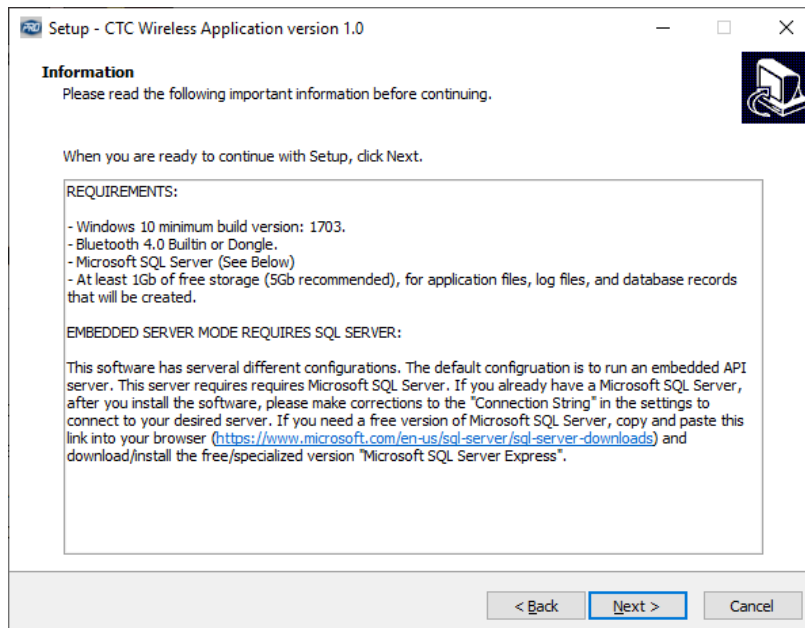 PRO
Setup - CTC Wireless Application version 1.0
Information
Please read the following important information before continuing.
When you are ready to continue with Setup, click Next.
REQUIREMENTS:
- Windows 10 minimum build version: 1703.
- Bluetooth 4.0 Builtin or Dongle.
- Microsoft SQL Server (See Below)
- At least 1Gb of free storage (5Gb recommended), for application files, log files, and database records
that will be created.
EMBEDDED SERVER MODE REQUIRES SQL SERVER:
This software has serveral different configurations. The default configruation is to run an embedded API
server. This server requires requires Microsoft SQL Server. If you already have a Microsoft SQL Server,
after you install the software, please make corrections to the "Connection String" in the settings to
connect to your desired server. If you need a free version of Microsoft SQL Server, copy and paste this
link into your browser (https://www.microsoft.com/en-us/sql-server/sql-server-downloads) and
download/install the free/specialized version "Microsoft SQL Server Express".
< Back
Next >
Cancel